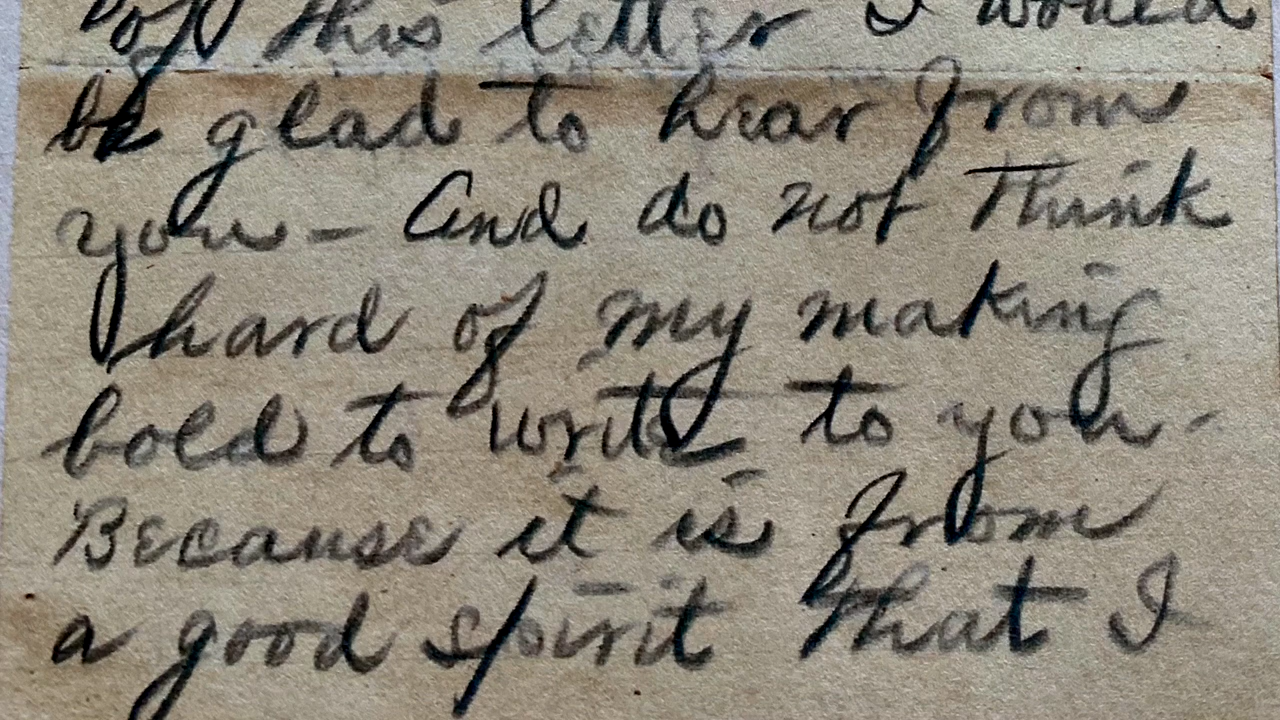 of this letter I would
be glad to hear from
you - And do not think
hard of my making
bold to write to you -
Because it is from
a good spirit that I